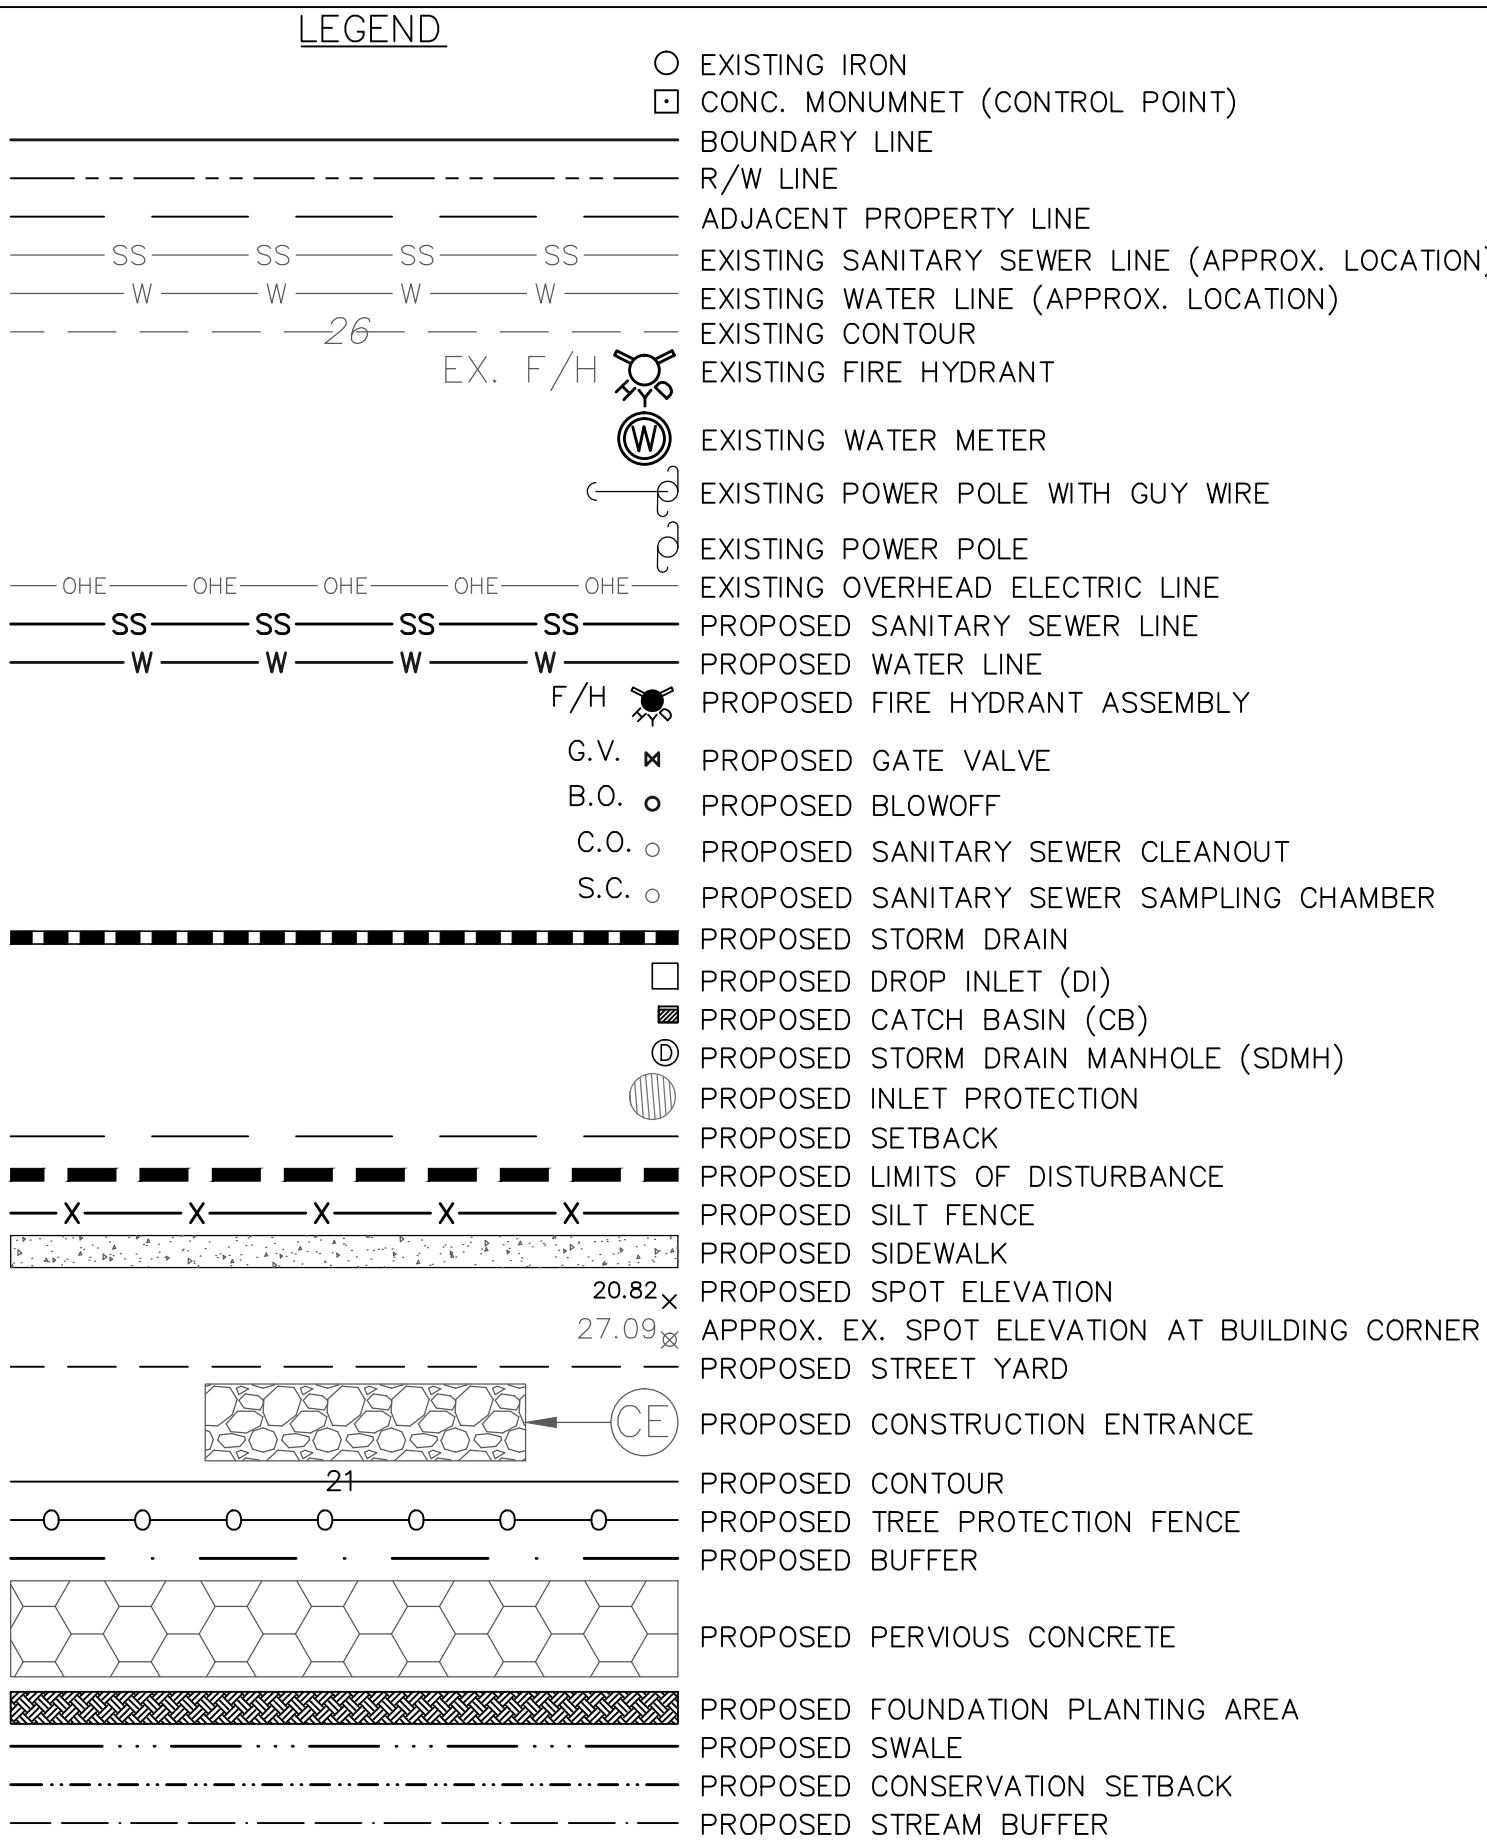 LEGEND
EXISTING IRON
CONC. MONUMNET (CONTROL POINT)
BOUNDARY LINE
R/W LINE
ADJACENT PROPERTY LINE
SS SS SS SS EXISTING SANITARY SEWER LINE (APPROX. LOCATION)
W W W W EXISTING WATER LINE (APPROX. LOCATION)
26 EXISTING CONTOUR
EX. F/H HYD EXISTING FIRE HYDRANT
W EXISTING WATER METER
EXISTING POWER POLE WITH GUY WIRE
EXISTING POWER POLE
OHE OHE OHE OHE OHE EXISTING OVERHEAD ELECTRIC LINE
SS SS SS SS PROPOSED SANITARY SEWER LINE
W W W W PROPOSED WATER LINE
F/H HYD PROPOSED FIRE HYDRANT ASSEMBLY
G.V. PROPOSED GATE VALVE
B.O. PROPOSED BLOWOFF
C.O. PROPOSED SANITARY SEWER CLEANOUT
S.C. PROPOSED SANITARY SEWER SAMPLING CHAMBER
PROPOSED STORM DRAIN
PROPOSED DROP INLET (DI)
PROPOSED CATCH BASIN (CB)
D PROPOSED STORM DRAIN MANHOLE (SDMH)
PROPOSED INLET PROTECTION
PROPOSED SETBACK
PROPOSED LIMITS OF DISTURBANCE
X X X X X PROPOSED SILT FENCE
PROPOSED SIDEWALK
20.82 PROPOSED SPOT ELEVATION
27.09 APPROX. EX. SPOT ELEVATION AT BUILDING CORNER
PROPOSED STREET YARD
CE PROPOSED CONSTRUCTION ENTRANCE
21 PROPOSED CONTOUR
O O O O O O O PROPOSED TREE PROTECTION FENCE
PROPOSED BUFFER
PROPOSED PERVIOUS CONCRETE
PROPOSED FOUNDATION PLANTING AREA
PROPOSED SWALE
PROPOSED CONSERVATION SETBACK
PROPOSED STREAM BUFFER